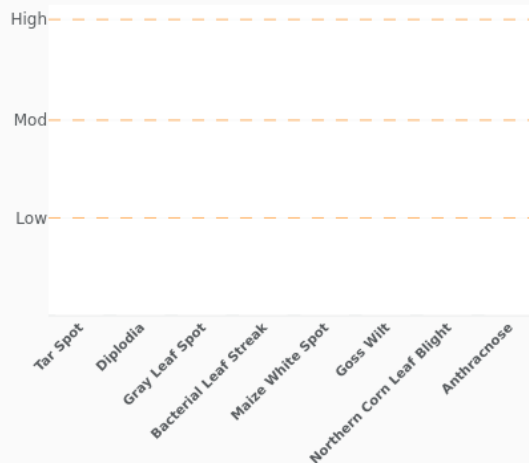 High
Mod
Low
Tar Spot
Diplodia
Gray Leaf Spot
Bacterial Leaf Streak
Maize White Spot
Goss Wilt
Northern Corn Leaf Blight
Anthracnose